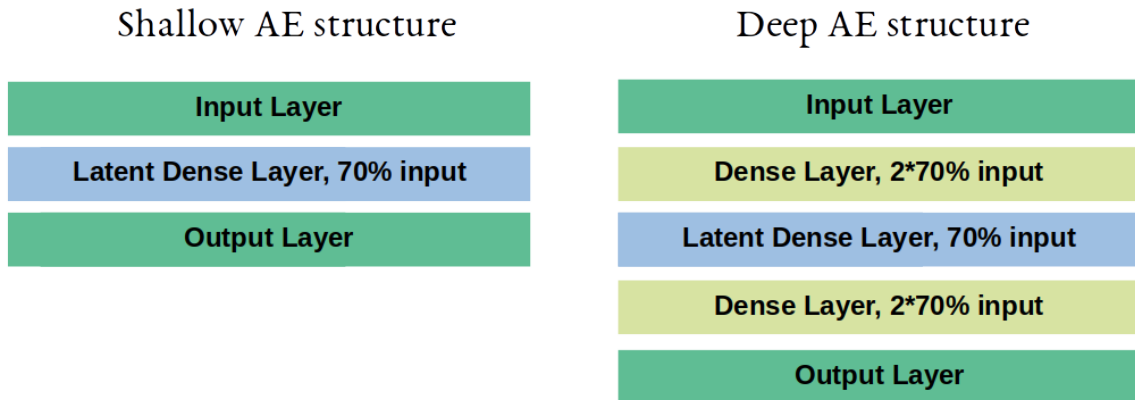 Shallow AE structure
Input Layer
Latent Dense Layer, 70% input
Output Layer
Deep AE structure
Input Layer
Dense Layer, 2*70% input
Latent Dense Layer, 70% input
Dense Layer, 2*70% input
Output Layer